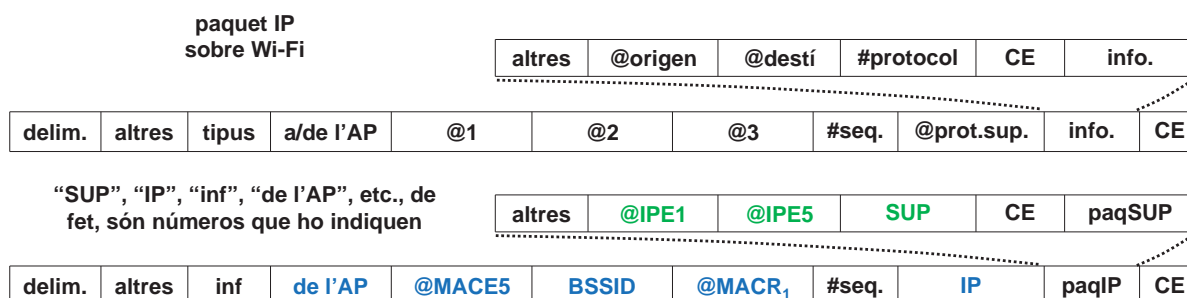 paquet IP
sobre Wi-Fi
altres @origen @destí #protocol CE info.
delim. altres tipus a/de l’AP @1 @2 @3 #seq. @prot.sup. info. CE
“SUP”, “IP”, “inf”, “de l’AP”, etc., de
fet, són números que ho indiquen
altres @IPE1 @IPE5 SUP CE paqSUP
delim. altres inf de l’AP @MACE5 BSSID @MACR₁ #seq. IP paqIP CE